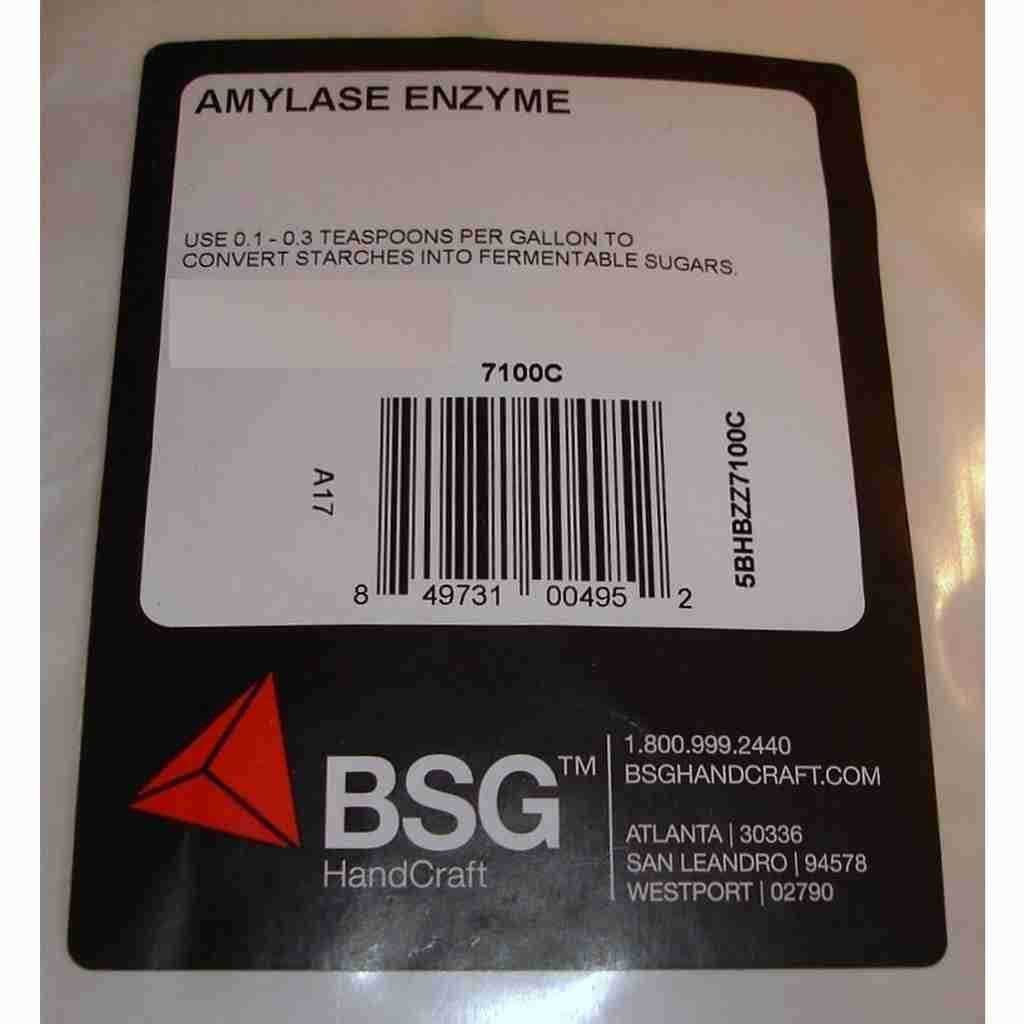 AMYLASE ENZYME
USE 0.1 - 0.3 TEASPOONS PER GALLON TO
CONVERT STARCHES INTO FERMENTABLE SUGARS.
7100C
A17
5BHBZZ7100C
8 49731 00495 2
BSG™
HandCraft
1.800.999.2440
BSGHANDCRAFT.COM
ATLANTA | 30336
SAN LEANDRO | 94578
WESTPORT | 02790